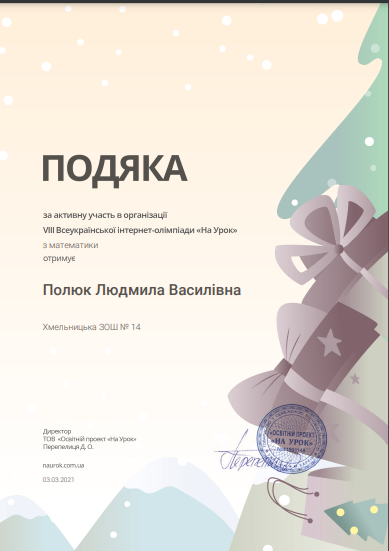 ПОДЯКА
за активну участь в організації
VIII Всеукраїнської інтернет-олімпіади «На Урок»
з математики
отримує
Полюк Людмила Василівна
Хмельницька ЗОШ № 14
Директор
ТОВ «Освітній проект «На Урок»
Перепелиця Д. О.
naurok.com.ua
03.03.2021
«ОСВІТНІЙ ПРОЕКТ
«НА УРОК»